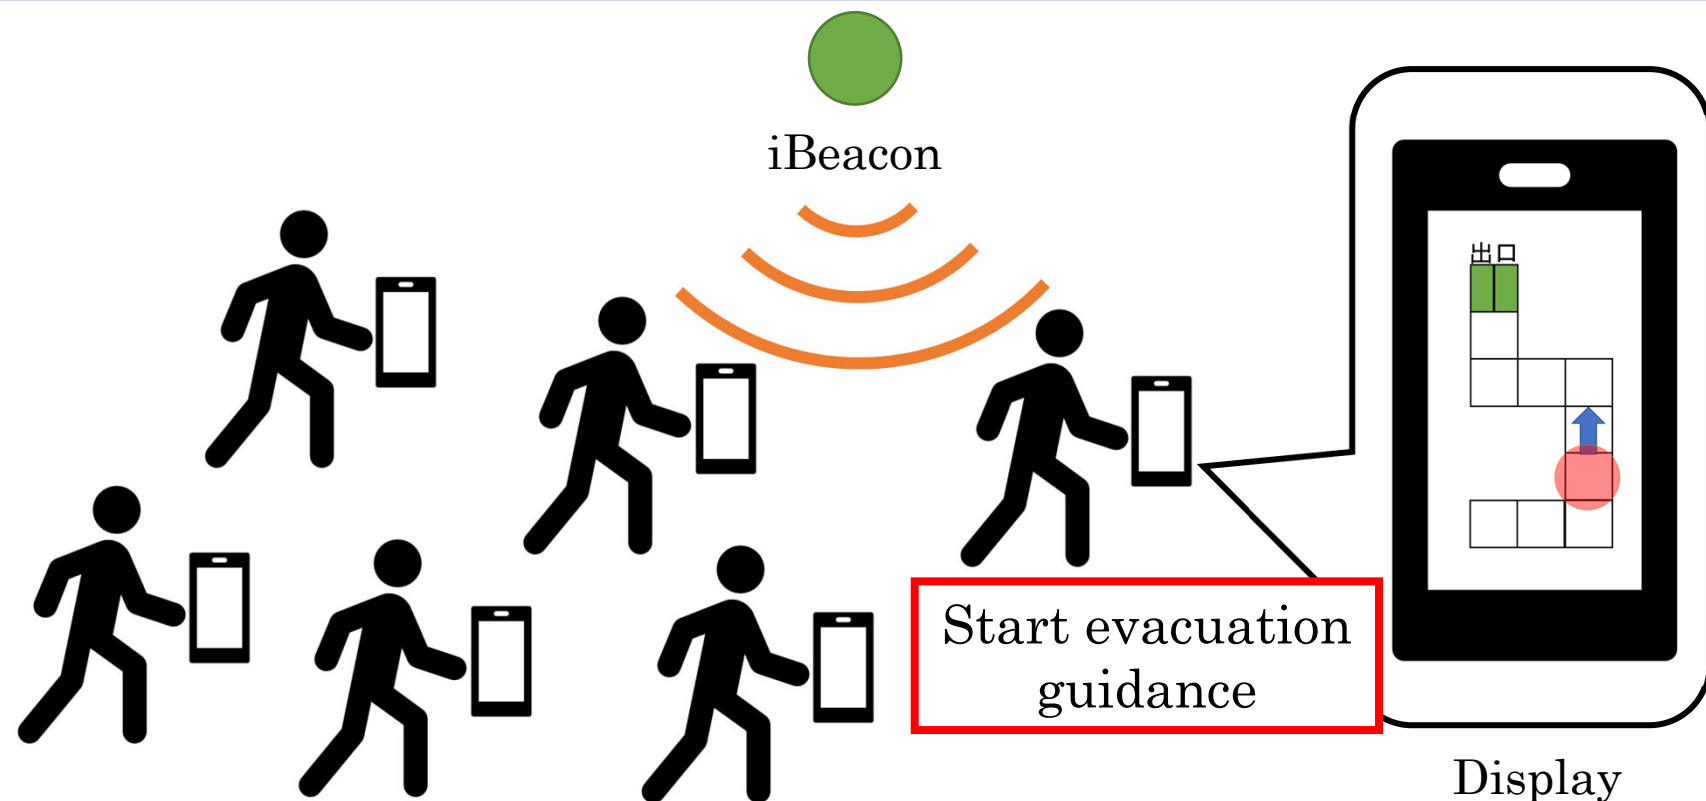 iBeacon
出口
Start evacuation
guidance
Display